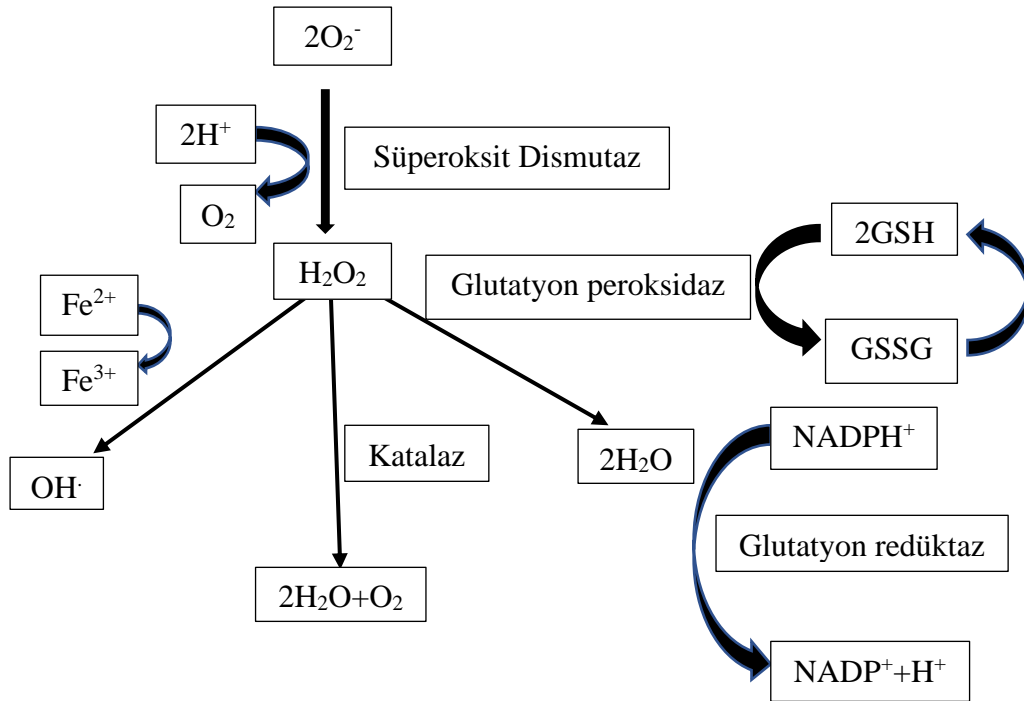 2O₂⁻
2H⁺
Süperoksit Dismutaz
O₂
2GSH
H₂O₂
Glutatyon peroksidaz
Fe²⁺
GSSG
Fe³⁺
NADPH⁺
Katalaz
2H₂O
OH·
Glutatyon redüktaz
2H₂O+O₂
NADP⁺+H⁺